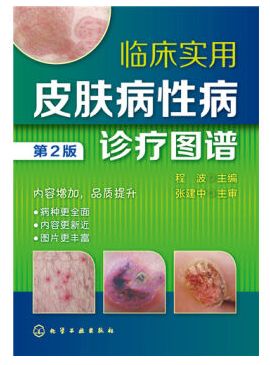 临床实用
皮肤病性病
第2版
诊疗图谱
程 波 主编
张建中 主审
内容增加，品质提升
●病种更全面
●内容更新近
●图片更丰富
化学工业出版社